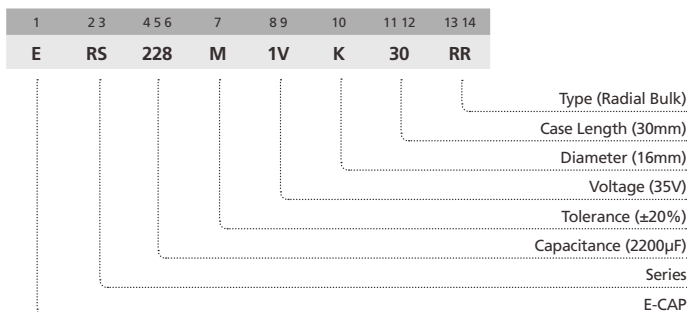 1 2 3 4 5 6 7 8 9 10 11 12 13 14
E RS 228 M 1V K 30 RR
Type (Radial Bulk)
Case Length (30mm)
Diameter (16mm)
Voltage (35V)
Tolerance (±20%)
Capacitance (2200µF)
Series
E-CAP